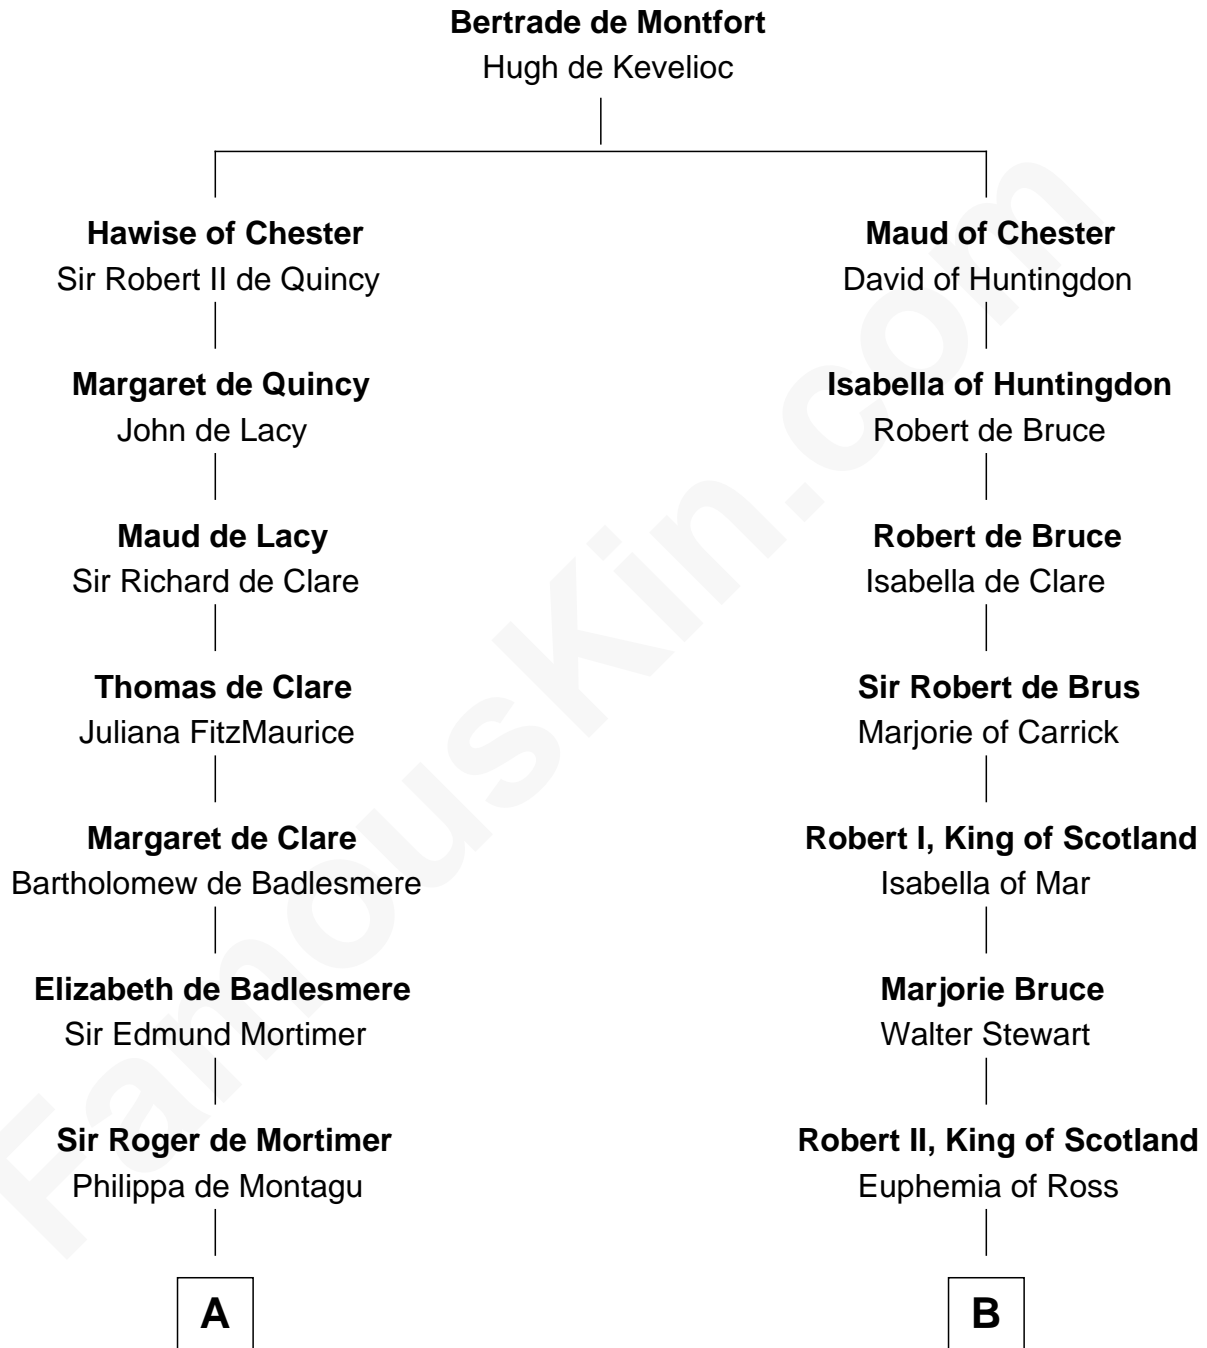 Bertrade de Montfort
Hugh de Kevelioc
Hawise of Chester
Sir Robert II de Quincy
Maud of Chester
David of Huntingdon
Margaret de Quincy
John de Lacy
Isabella of Huntingdon
Robert de Bruce
Maud de Lacy
Sir Richard de Clare
Robert de Bruce
Isabella de Clare
Thomas de Clare
Juliana FitzMaurice
Sir Robert de Brus
Marjorie of Carrick
Margaret de Clare
Bartholomew de Badlesmere
Robert I, King of Scotland
Isabella of Mar
Elizabeth de Badlesmere
Sir Edmund Mortimer
Marjorie Bruce
Walter Stewart
Sir Roger de Mortimer
Philippa de Montagu
Robert II, King of Scotland
Euphemia of Ross
A
B
FamousKin.com